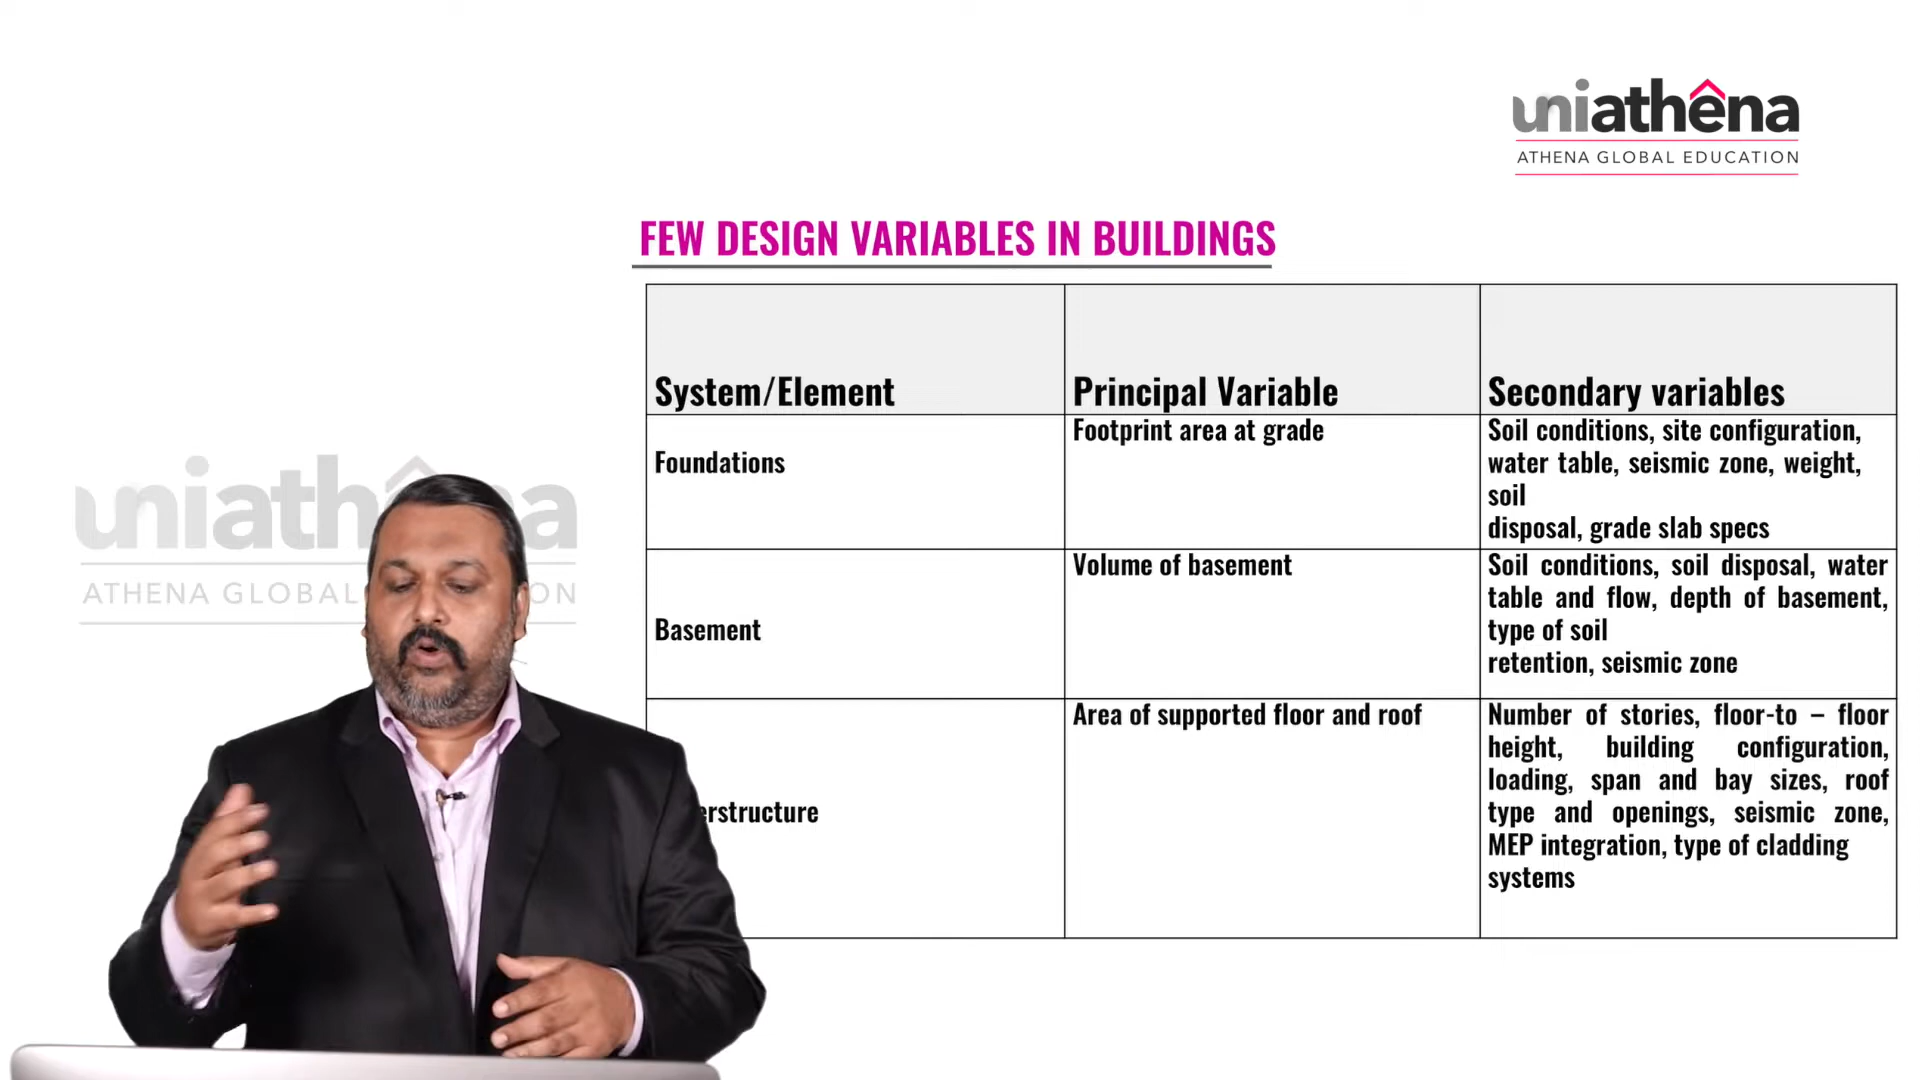 uniathena
ATHENA GLOBAL EDUCATION
FEW DESIGN VARIABLES IN BUILDINGS
System/Element
Principal Variable
Secondary variables
Foundations
Footprint area at grade
Soil conditions, site configuration,
water table, seismic zone, weight,
soil
disposal, grade slab specs
Basement
Volume of basement
Soil conditions, soil disposal, water
table and flow, depth of basement,
type of soil
retention, seismic zone
erstructure
Area of supported floor and roof
Number of stories, floor-to – floor
height, building configuration,
loading, span and bay sizes, roof
type and openings, seismic zone,
MEP integration, type of cladding
systems
uniathena
ATHENA GLOBAL
ON